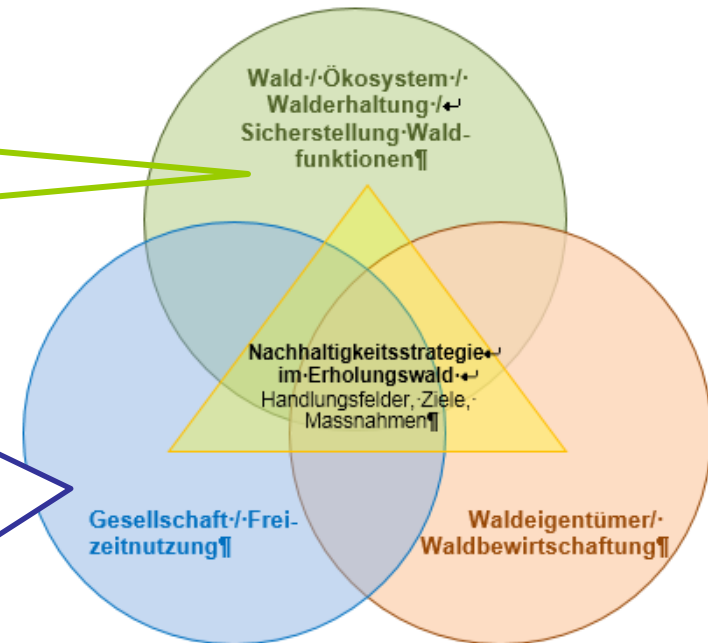 Wald·/·Ökosystem·/·
Walderhaltung·/↵
Sicherstellung·Wald-
funktionen¶
Nachhaltigkeitsstrategie↵
im·Erholungswald·↵
Handlungsfelder,·Ziele,·
Massnahmen¶
Gesellschaft·/·Frei-
zeitnutzung¶
Waldeigentümer/·
Waldbewirtschaftung¶